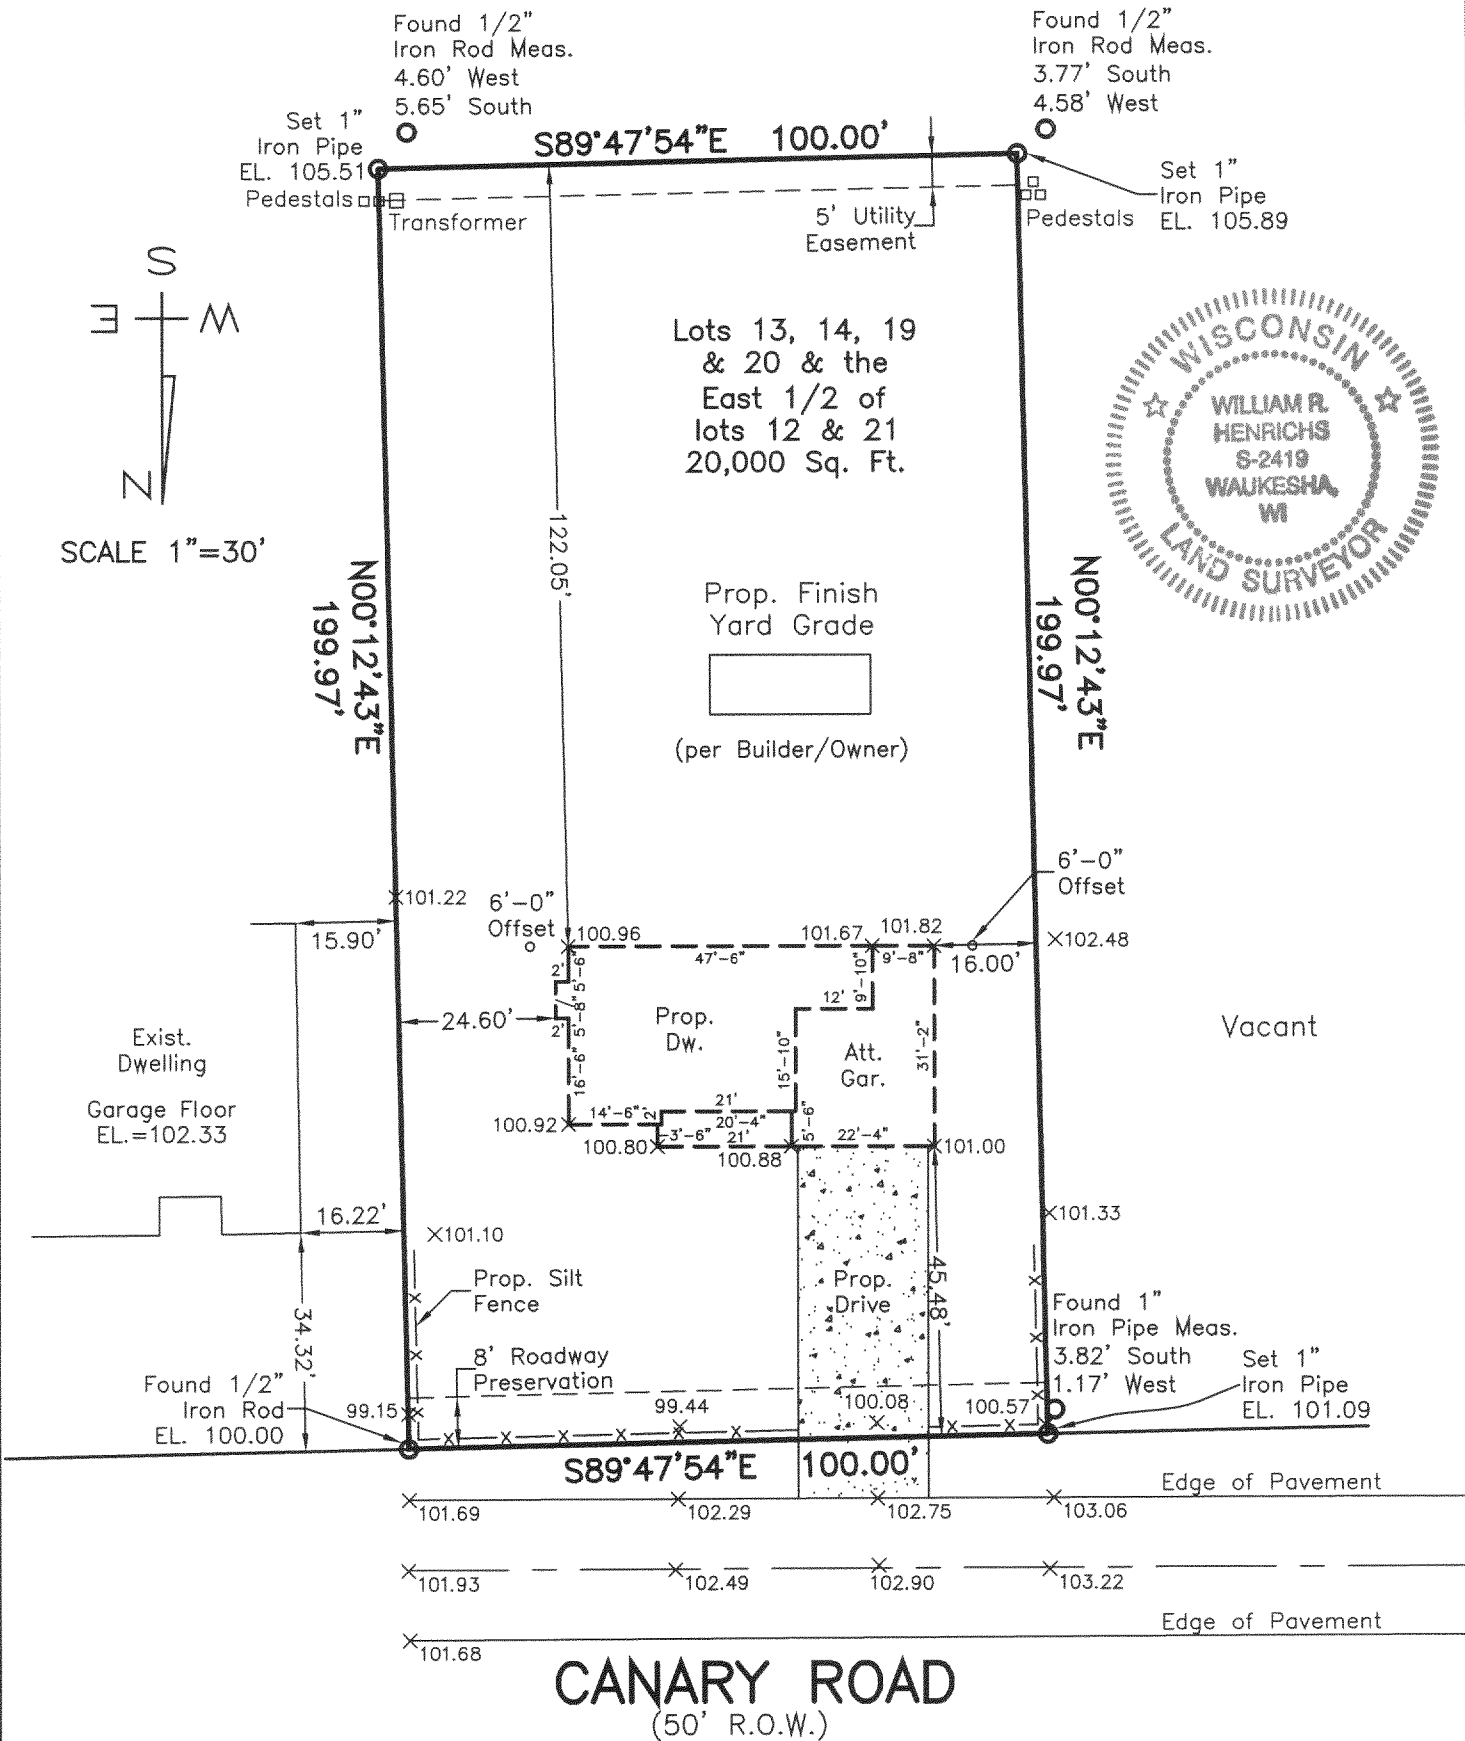 Found 1/2"
Iron Rod Meas.
4.60' West
5.65' South
Found 1/2"
Iron Rod Meas.
3.77' South
4.58' West
Set 1"
Iron Pipe
EL. 105.51
S89°47'54"E 100.00'
Set 1"
Iron Pipe
EL. 105.89
Pedestals
Transformer
5' Utility
Easement
Pedestals
S
E
W
N
SCALE 1"=30'
Lots 13, 14, 19
& 20 & the
East 1/2 of
lots 12 & 21
20,000 Sq. Ft.
WISCONSIN
WILLIAM R.
HENRICHS
S-2419
WAUKESHA,
WI
LAND SURVEYOR
122.05'
N00°12'43"E
199.97'
N00°12'43"E
199.97'
Prop. Finish
Yard Grade
(per Builder/Owner)
6'-0"
Offset
101.22
6'-0"
Offset
15.90'
100.96
101.67
101.82
102.48
47'-6"
9'-8"
16.00'
2'
5'-6"
9'-10"
12'
24.60'
5'-8"
2'
Prop.
Dw.
Att.
Gar.
31'-2"
15'-10"
16'-6"
Vacant
Exist.
Dwelling
Garage Floor
EL.=102.33
14'-6"
2'
21'
20'-4"
100.92
3'-6"
21'
5'-6"
22'-4"
100.80
100.88
101.00
16.22'
101.10
101.33
Prop. Silt
Fence
Prop.
Drive
45.48'
34.32'
Found 1"
Iron Pipe Meas.
3.82' South
1.17' West
Set 1"
Iron Pipe
EL. 101.09
8' Roadway
Preservation
Found 1/2"
Iron Rod
EL. 100.00
99.15
99.44
100.08
100.57
S89°47'54"E 100.00'
Edge of Pavement
101.69
102.29
102.75
103.06
101.93
102.49
102.90
103.22
Edge of Pavement
101.68
CANARY ROAD
(50' R.O.W.)